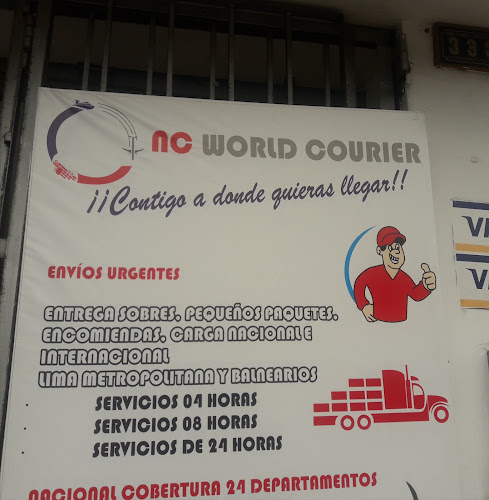 NC WORLD COURIER
¡¡Contigo a donde quieras llegar!!
ENVÍOS URGENTES
ENTREGA SOBRES, PEQUEÑOS PAQUETES,
ENCOMIENDAS, CARGA NACIONAL E
INTERNACIONAL
LIMA METROPOLITANA Y BALNEARIOS
SERVICIOS 04 HORAS
SERVICIOS 08 HORAS
SERVICIOS DE 24 HORAS
NACIONAL COBERTURA 24 DEPARTAMENTOS